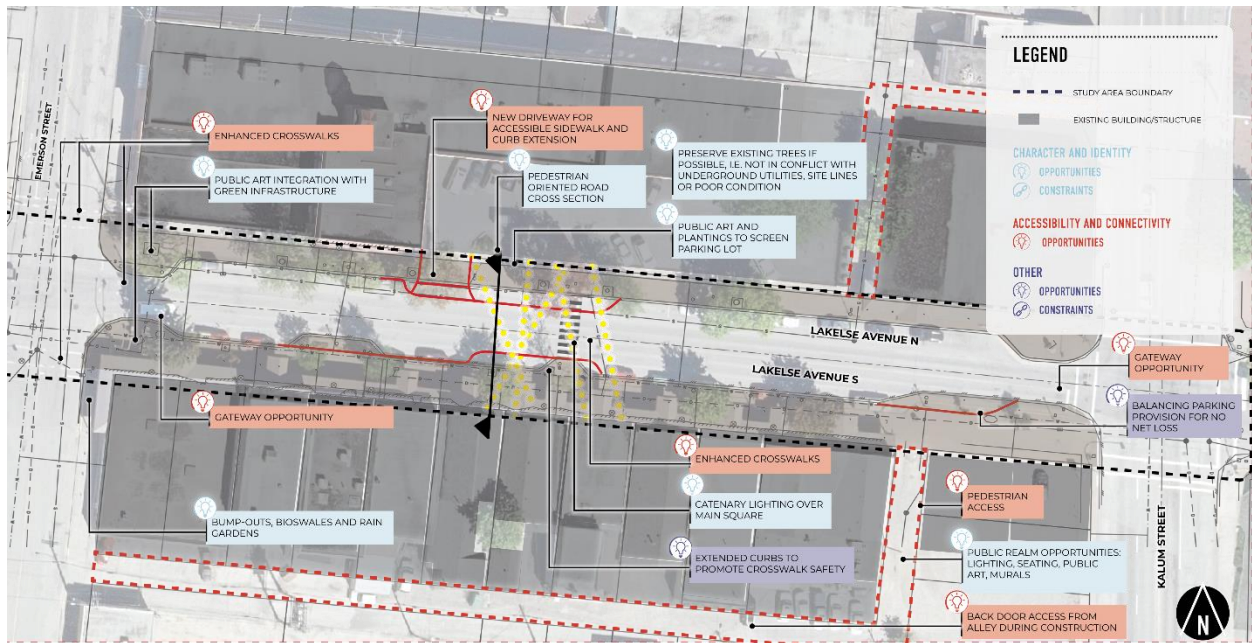 LEGEND
STUDY AREA BOUNDARY
EXISTING BUILDING/STRUCTURE
CHARACTER AND IDENTITY
OPPORTUNITIES
CONSTRAINTS
ACCESSIBILITY AND CONNECTIVITY
OPPORTUNITIES
OTHER
OPPORTUNITIES
CONSTRAINTS
EMERSON STREET
ENHANCED CROSSWALKS
PUBLIC ART INTEGRATION WITH
GREEN INFRASTRUCTURE
NEW DRIVEWAY FOR
ACCESSIBLE SIDEWALK AND
CURB EXTENSION
PEDESTRIAN
ORIENTED ROAD
CROSS SECTION
PRESERVE EXISTING TREES IF
POSSIBLE, I.E. NOT IN CONFLICT WITH
UNDERGROUND UTILITIES, SITE LINES
OR POOR CONDITION
PUBLIC ART AND
PLANTINGS TO SCREEN
PARKING LOT
LAKELSE AVENUE N
LAKELSE AVENUE S
GATEWAY
OPPORTUNITY
BALANCING PARKING
PROVISION FOR NO
NET LOSS
GATEWAY OPPORTUNITY
ENHANCED CROSSWALKS
CATENARY LIGHTING OVER
MAIN SQUARE
EXTENDED CURBS TO
PROMOTE CROSSWALK SAFETY
BUMP-OUTS, BIOSWALES AND RAIN
GARDENS
PEDESTRIAN
ACCESS
PUBLIC REALM OPPORTUNITIES:
LIGHTING, SEATING, PUBLIC
ART, MURALS
BACK DOOR ACCESS FROM
ALLEY DURING CONSTRUCTION
KALUM STREET
N